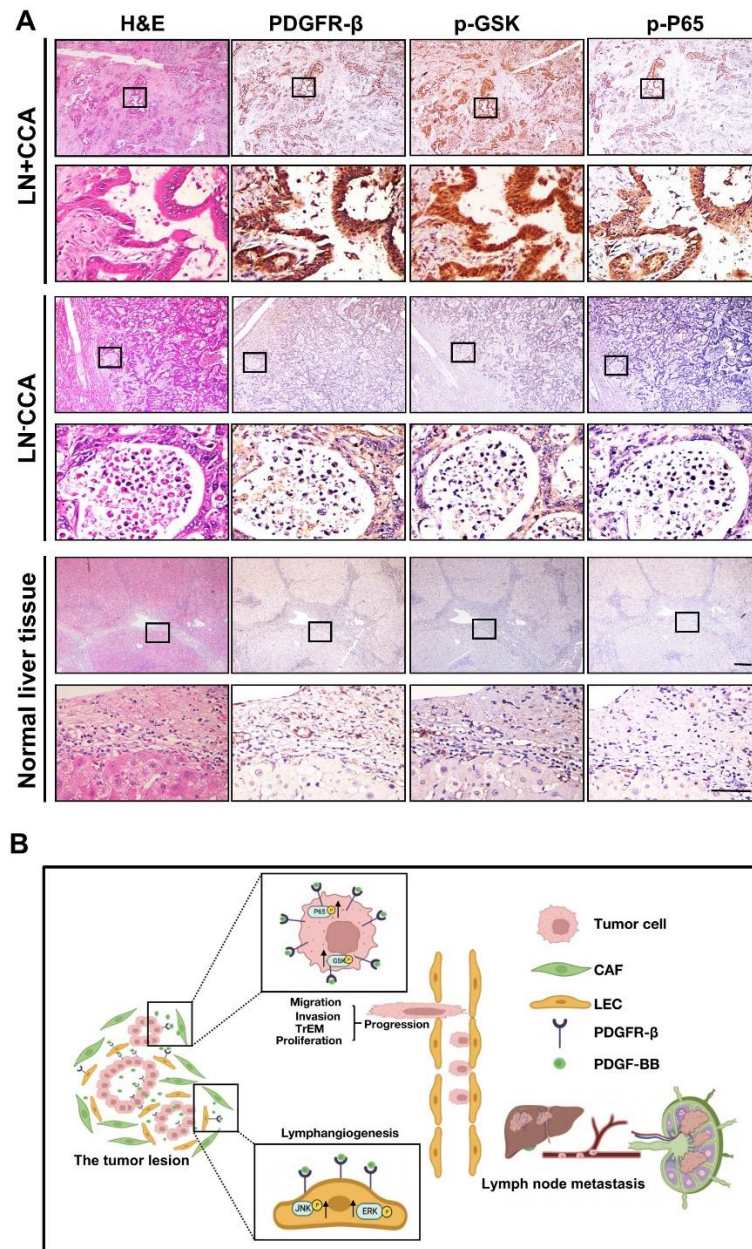 A
H&E
PDGFR-β
p-GSK
p-P65
LN+CCA
LN-CCA
Normal liver tissue
B
P65
P
GSK
P
Migration
Invasion
TrEM
Proliferation
Progression
Tumor cell
CAF
LEC
PDGFR-β
PDGF-BB
The tumor lesion
Lymphangiogenesis
JNK
P
ERK
P
Lymph node metastasis